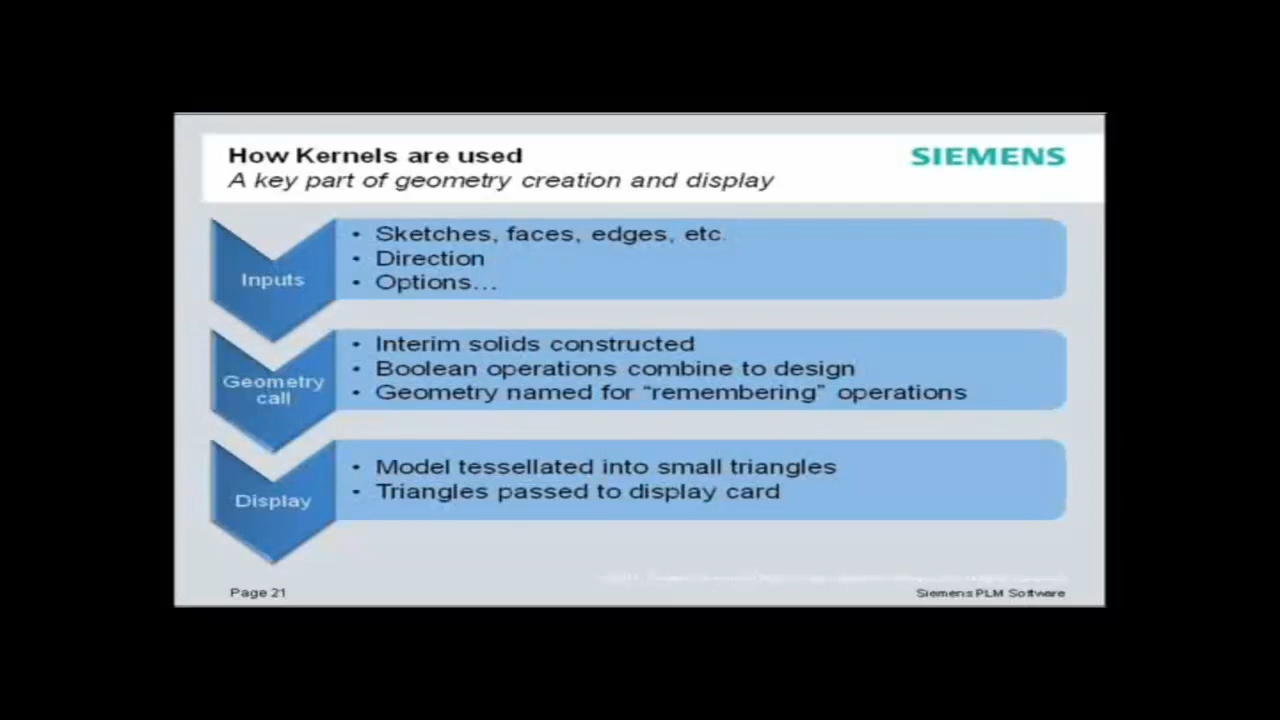 How Kernels are used
SIEMENS
A key part of geometry creation and display
Inputs
• Sketches, faces, edges, etc.
• Direction
• Options...
Geometry
call
• Interim solids constructed
• Boolean operations combine to design
• Geometry named for “remembering” operations
Display
• Model tessellated into small triangles
• Triangles passed to display card
Page 21
Siemens PLM Software